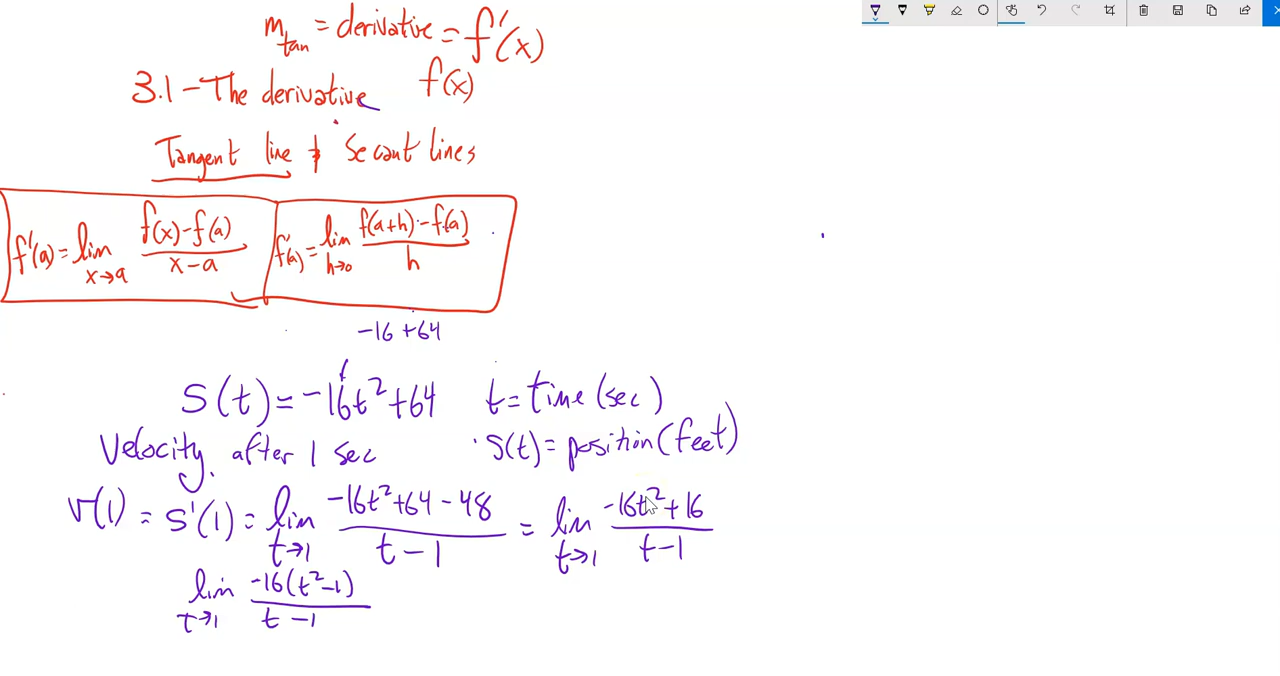 m_tan = derivative = f'(x)
3.1 - The derivative f(x)
Tangent line & Secant lines
f'(a) = lim x→a (f(x) - f(a)) / (x - a) f'(a) = lim h→0 (f(a+h) - f(a)) / h
-16 + 64
S(t) = -16t² + 64 t = time (sec)
Velocity after 1 sec s(t) = position (feet)
v(1) = s'(1) = lim t→1 (-16t² + 64 - 48) / (t - 1) = lim t→1 (-16t² + 16) / (t - 1)
lim t→1 (-16(t² - 1)) / (t - 1)